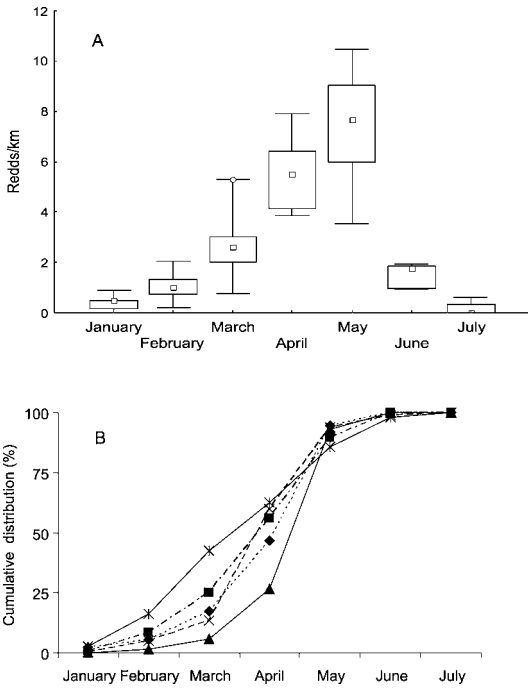 12
A
10
8
6
4
2
0
Redds/km
January
March
May
July
February
April
June
100
B
75
50
25
0
Cumulative distribution (%)
January February March April May June July